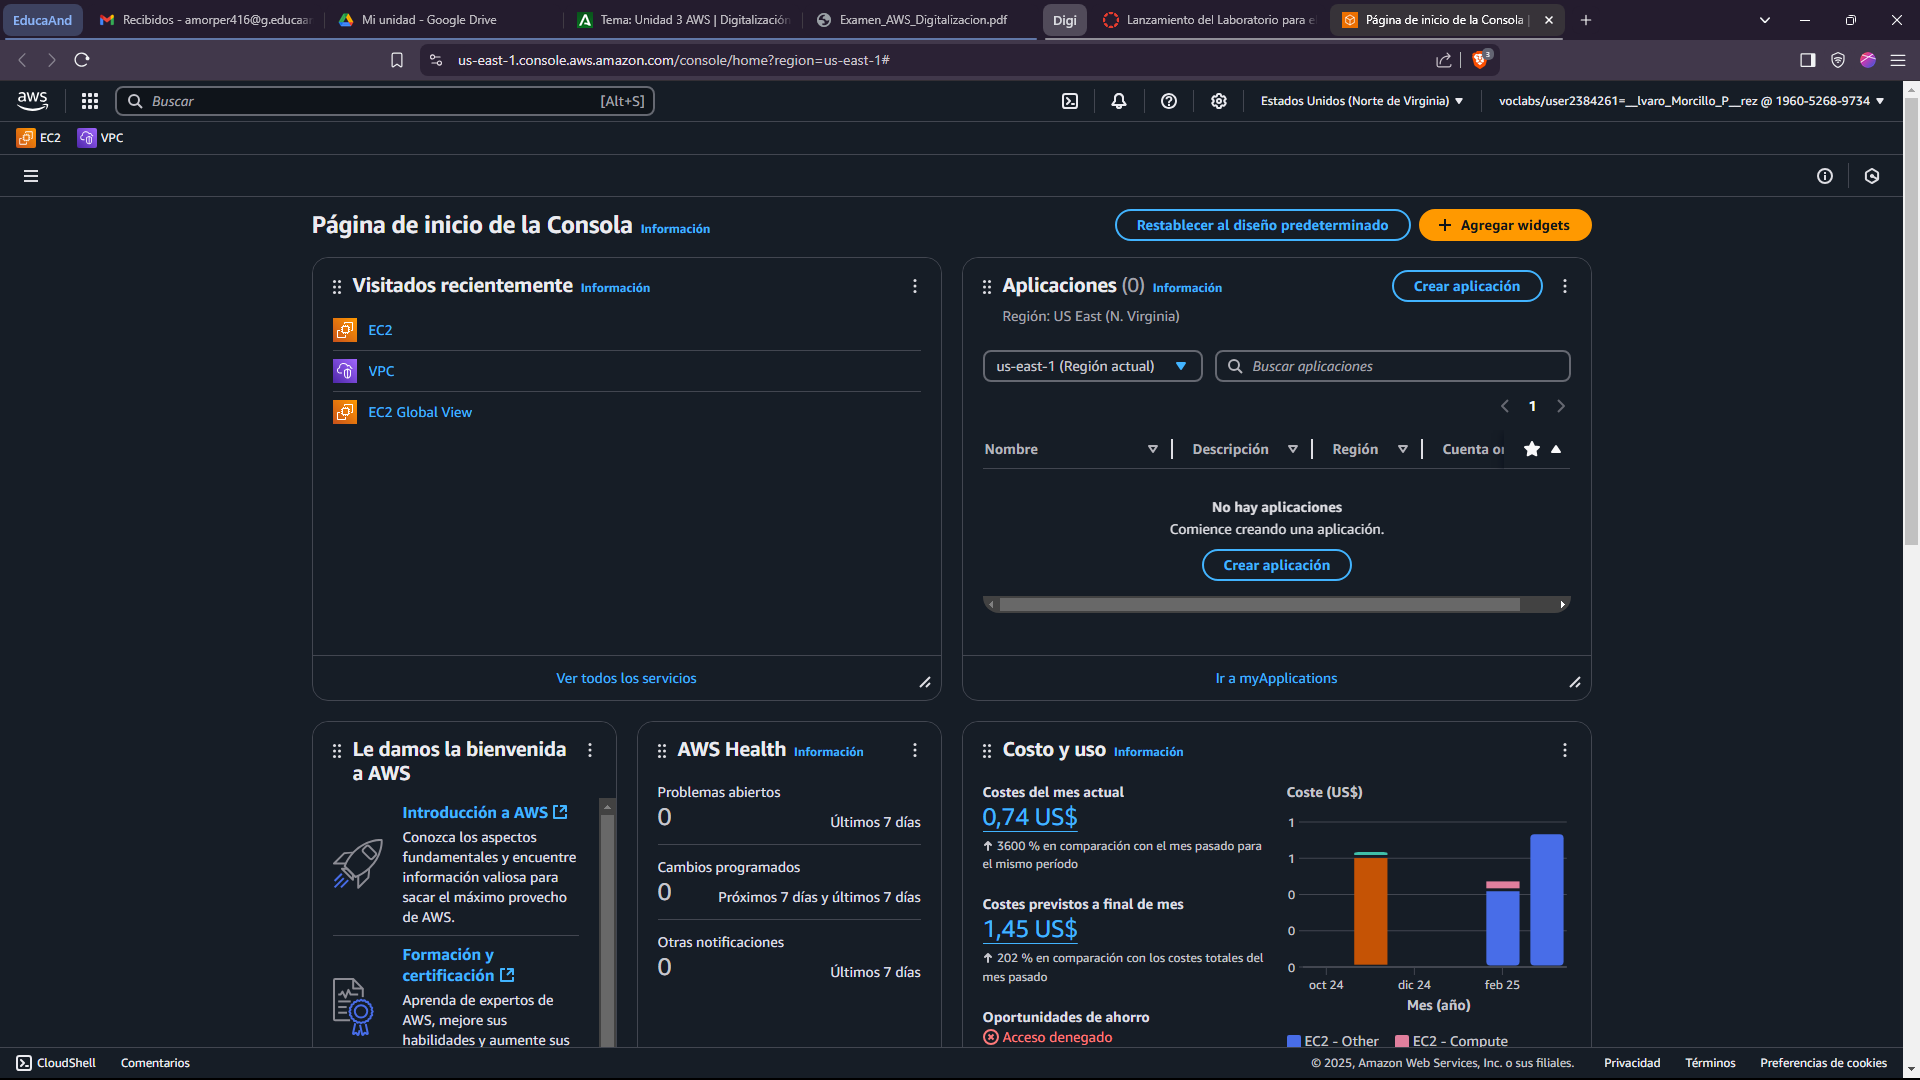 EducaAnd
Recibidos - amorper416@g.educaan
Mi unidad - Google Drive
Tema: Unidad 3 AWS | Digitalización
Examen_AWS_Digitalizacion.pdf
Digi
Lanzamiento del Laboratorio para e
Página de inicio de la Consola |
us-east-1.console.aws.amazon.com/console/home?region=us-east-1#
3
aws
Buscar
[Alt+S]
Estados Unidos (Norte de Virginia)
voclabs/user2384261=__lvaro_Morcillo_P__rez @ 1960-5268-9734
EC2
VPC
Página de inicio de la Consola
Información
Restablecer al diseño predeterminado
Agregar widgets
Visitados recientemente
Información
EC2
VPC
EC2 Global View
Ver todos los servicios
Aplicaciones (0)
Información
Crear aplicación
Región: US East (N. Virginia)
us-east-1 (Región actual)
Buscar aplicaciones
1
Nombre
Descripción
Región
Cuenta or
No hay aplicaciones
Comience creando una aplicación.
Crear aplicación
Ir a myApplications
Le damos la bienvenida
a AWS
Introducción a AWS
Conozca los aspectos
fundamentales y encuentre
información valiosa para
sacar el máximo provecho
de AWS.
Formación y
certificación
Aprenda de expertos de
AWS, mejore sus
habilidades y aumente sus
AWS Health
Información
Problemas abiertos
0
Últimos 7 días
Cambios programados
0
Próximos 7 días y últimos 7 días
Otras notificaciones
0
Últimos 7 días
Costo y uso
Información
Costes del mes actual
0,74 US$
3600 % en comparación con el mes pasado para
el mismo período
Costes previstos a final de mes
1,45 US$
202 % en comparación con los costes totales del
mes pasado
Oportunidades de ahorro
Acceso denegado
Coste (US$)
1
1
0
0
0
oct 24
dic 24
feb 25
Mes (año)
EC2 - Other
EC2 - Compute
CloudShell
Comentarios
© 2025, Amazon Web Services, Inc. o sus filiales.
Privacidad
Términos
Preferencias de cookies